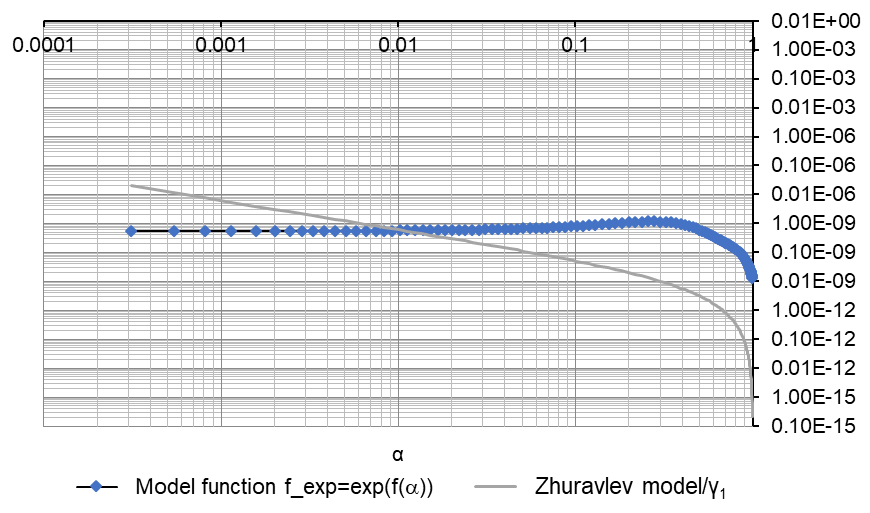 0.01E+00
0.0001 0.001 0.01 0.1 1
1.00E-03
0.10E-03
0.01E-03
1.00E-06
0.10E-06
0.01E-06
1.00E-09
0.10E-09
0.01E-09
1.00E-12
0.10E-12
0.01E-12
1.00E-15
0.10E-15
α
Model function f_exp=exp(f(α)) Zhuravlev model/γ₁